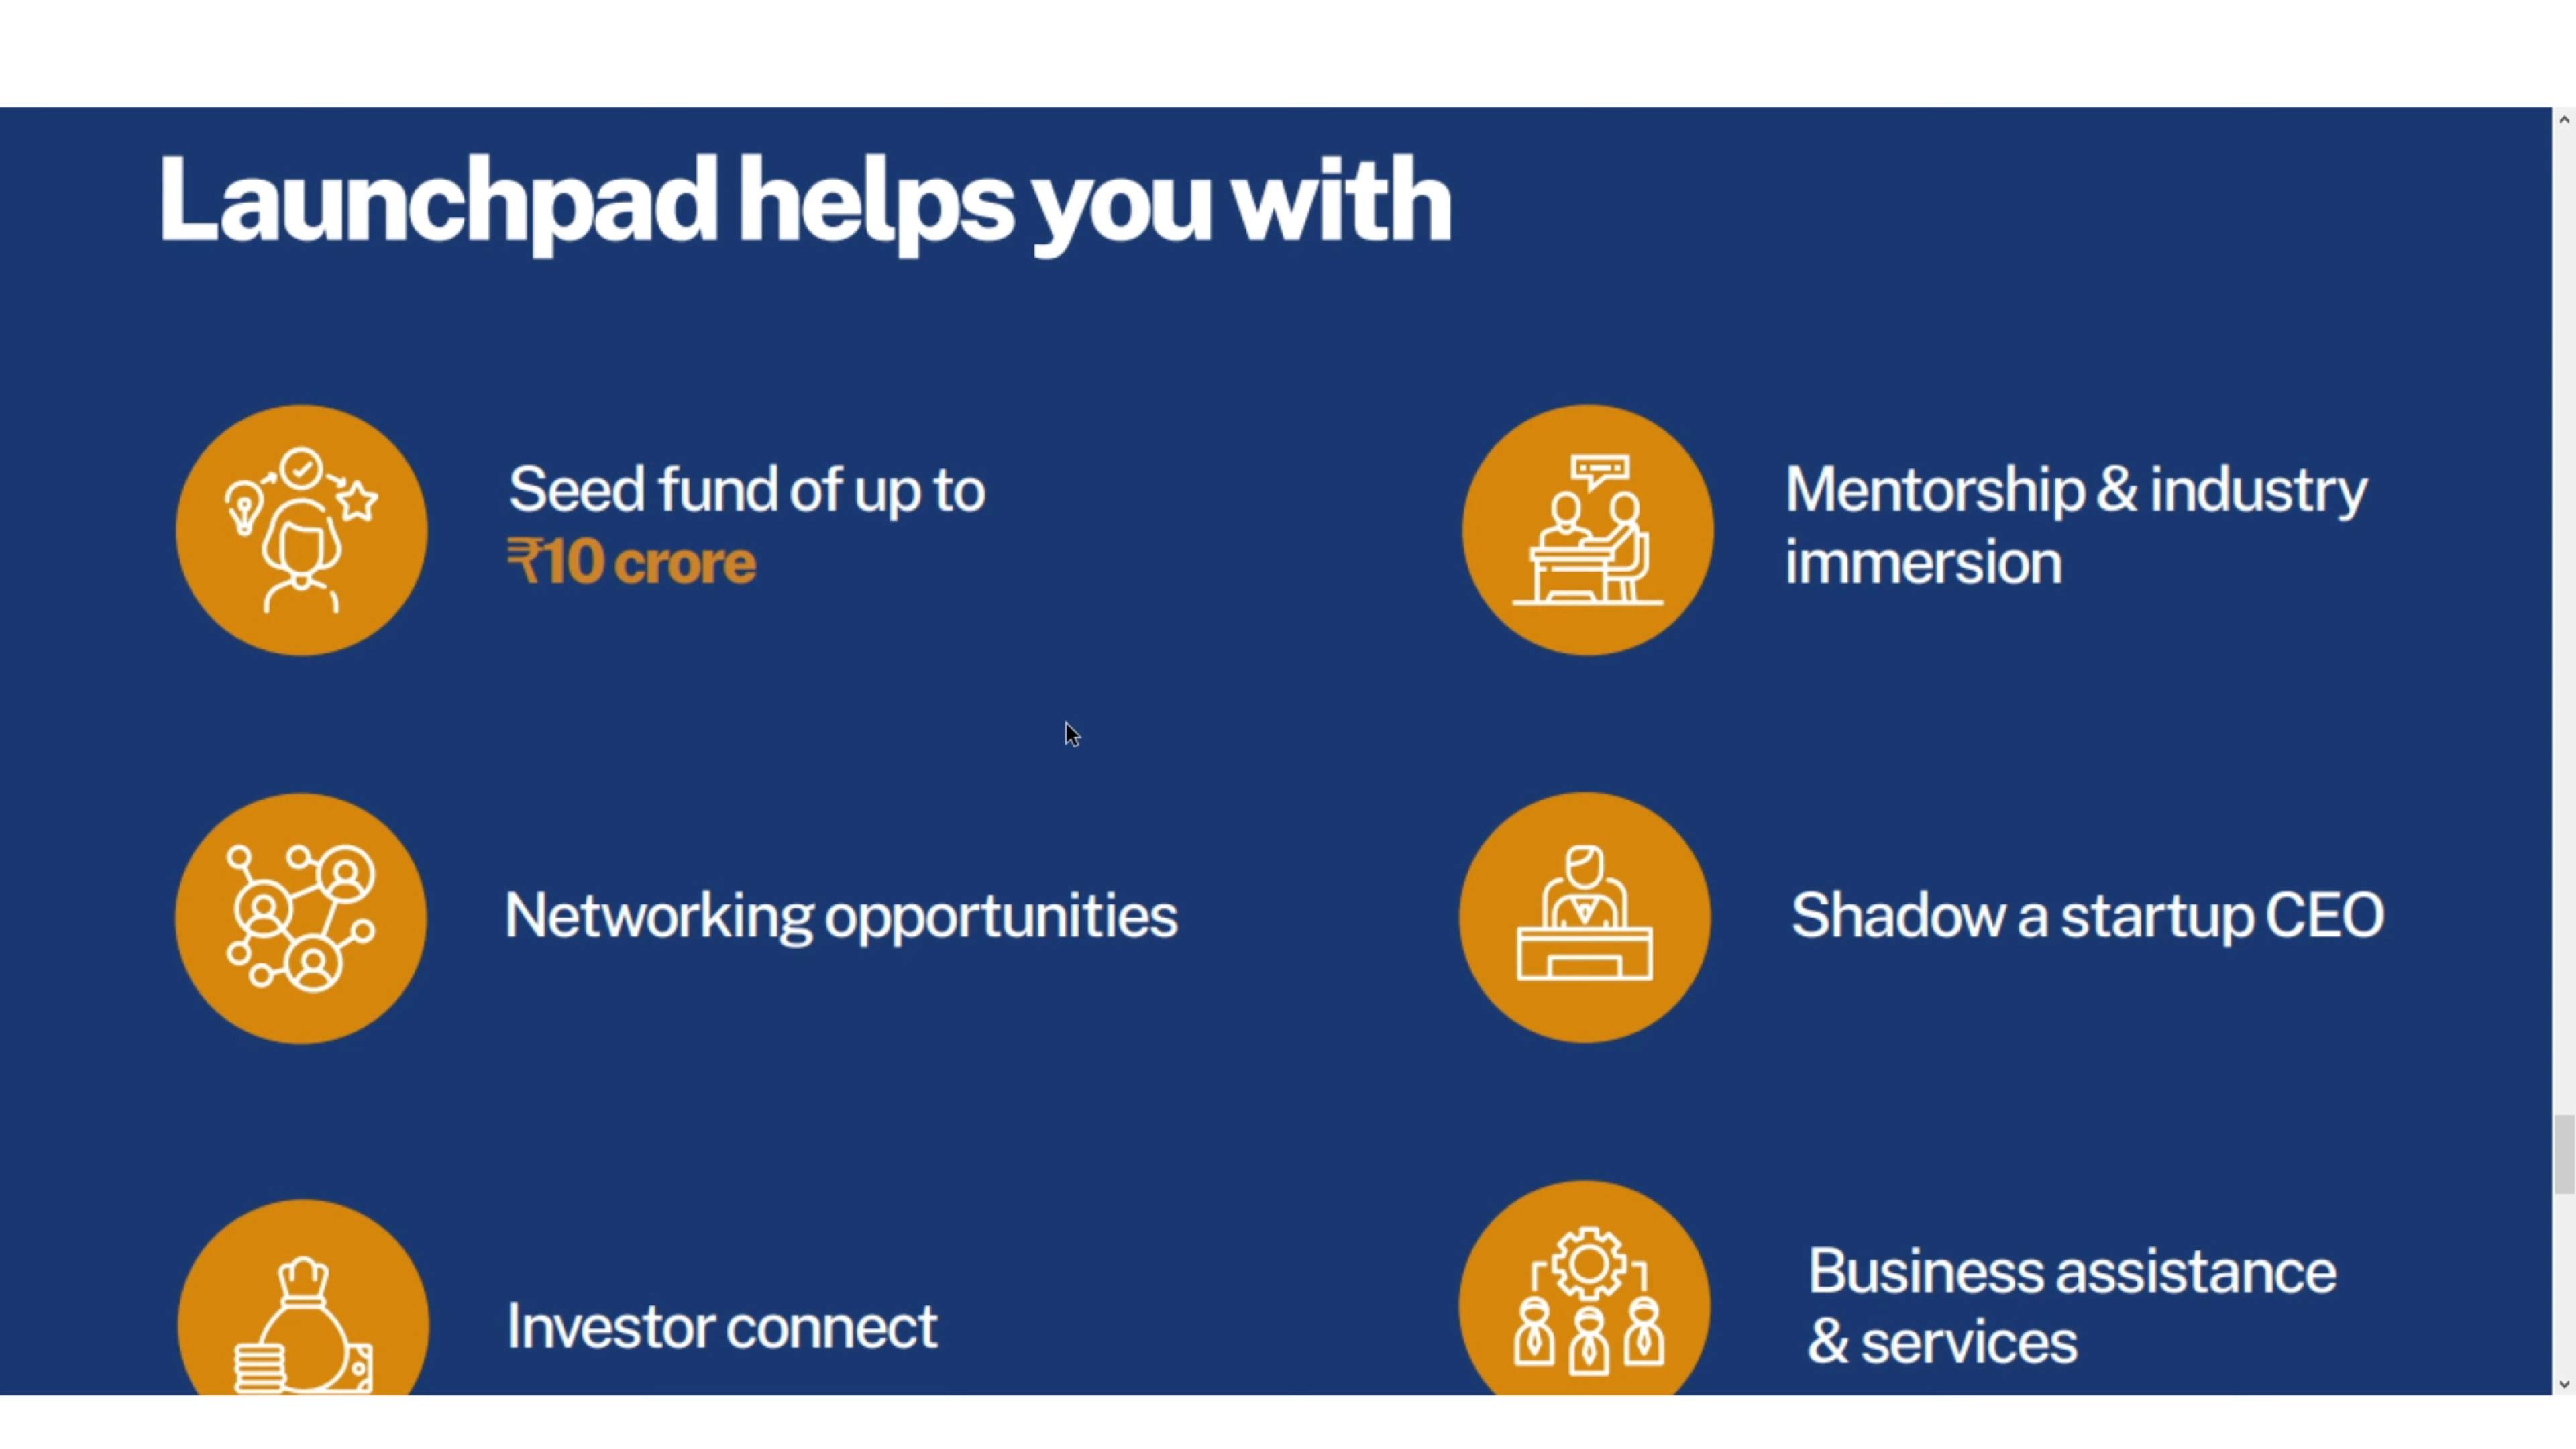 Launchpad helps you with
Seed fund of up to
₹10 crore
Mentorship & industry
immersion
Networking opportunities
Shadow a startup CEO
Investor connect
Business assistance
& services